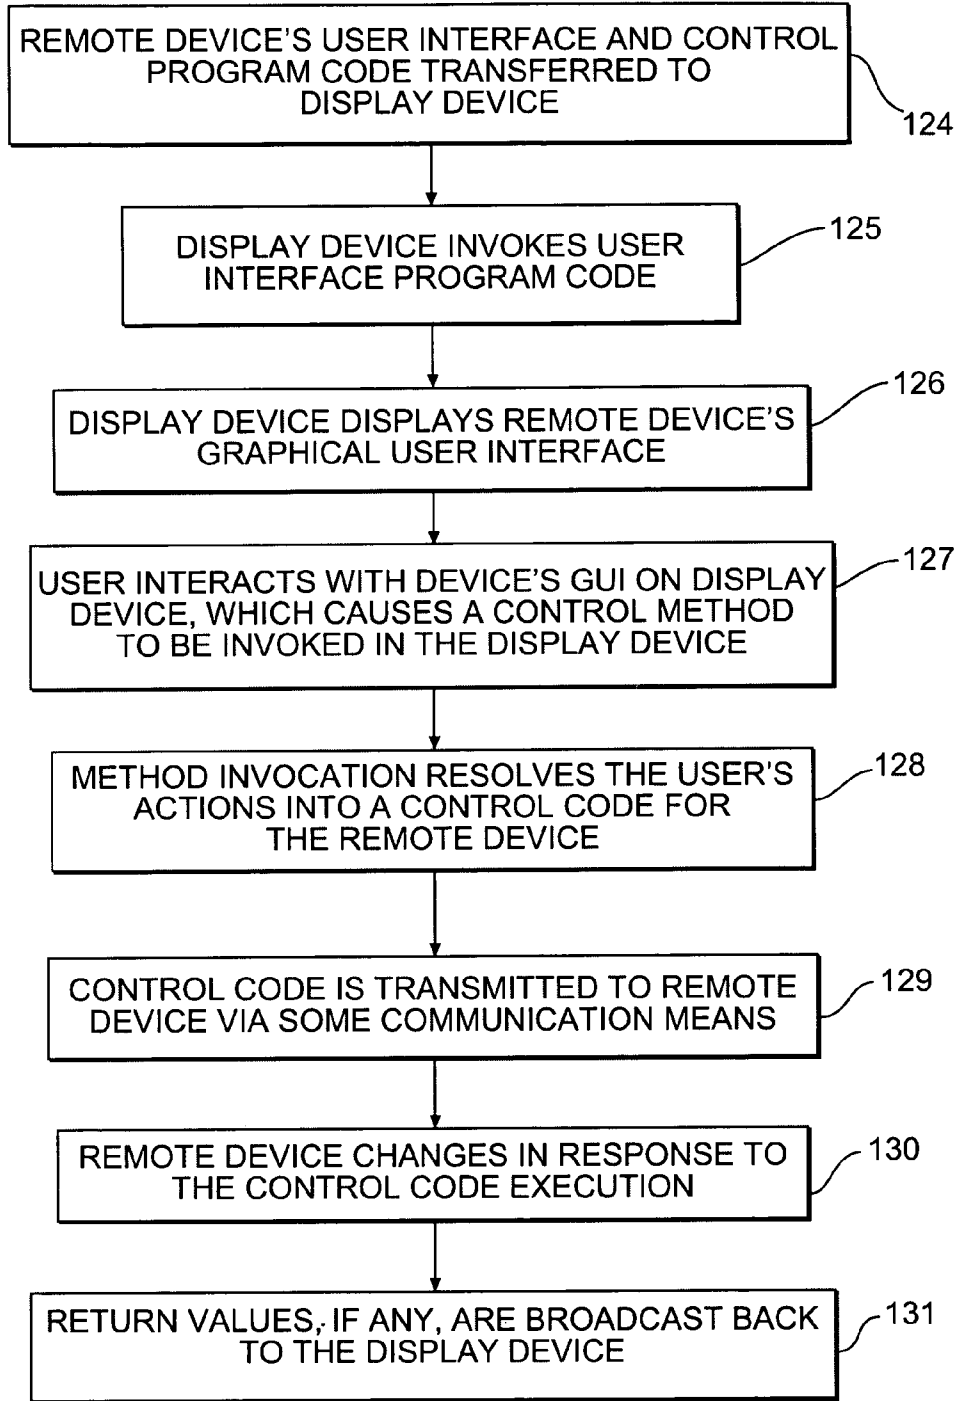 REMOTE DEVICE'S USER INTERFACE AND CONTROL
PROGRAM CODE TRANSFERRED TO
DISPLAY DEVICE
124
DISPLAY DEVICE INVOKES USER
INTERFACE PROGRAM CODE
125
DISPLAY DEVICE DISPLAYS REMOTE DEVICE'S
GRAPHICAL USER INTERFACE
126
USER INTERACTS WITH DEVICE'S GUI ON DISPLAY
DEVICE, WHICH CAUSES A CONTROL METHOD
TO BE INVOKED IN THE DISPLAY DEVICE
127
METHOD INVOCATION RESOLVES THE USER'S
ACTIONS INTO A CONTROL CODE FOR
THE REMOTE DEVICE
128
CONTROL CODE IS TRANSMITTED TO REMOTE
DEVICE VIA SOME COMMUNICATION MEANS
129
REMOTE DEVICE CHANGES IN RESPONSE TO
THE CONTROL CODE EXECUTION
130
RETURN VALUES, IF ANY, ARE BROADCAST BACK
TO THE DISPLAY DEVICE
131